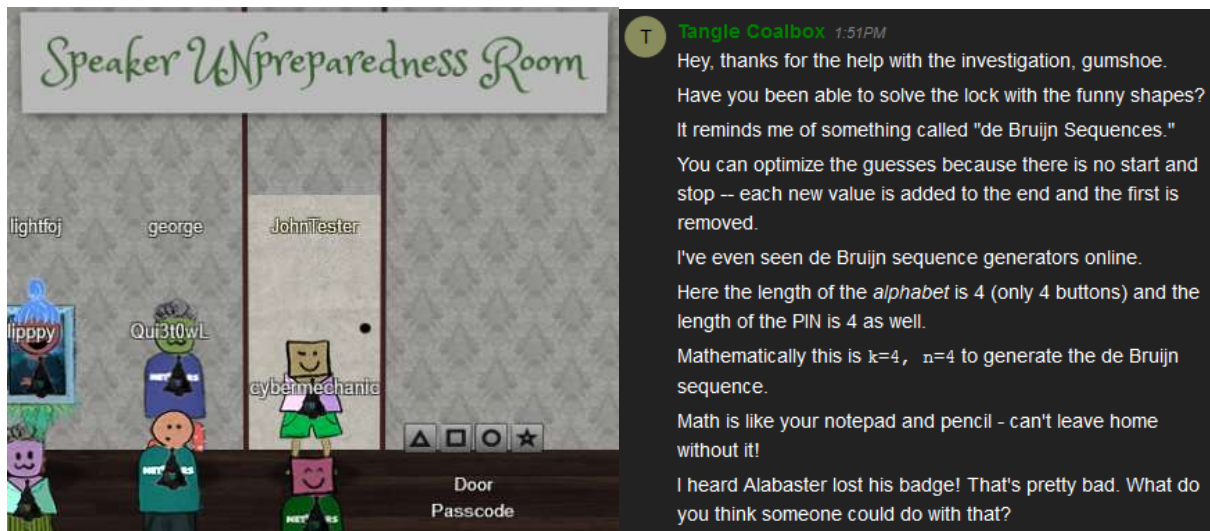 Speaker UNpreparedness Room
lightfoj
george
JohnTester
lipppy
Qui3t0wL
cybermechanic
Door
Passcode
T
Tangle Coalbox 1:51PM
Hey, thanks for the help with the investigation, gumshoe.
Have you been able to solve the lock with the funny shapes?
It reminds me of something called "de Bruijn Sequences."
You can optimize the guesses because there is no start and
stop -- each new value is added to the end and the first is
removed.
I've even seen de Bruijn sequence generators online.
Here the length of the alphabet is 4 (only 4 buttons) and the
length of the PIN is 4 as well.
Mathematically this is k=4, n=4 to generate the de Bruijn
sequence.
Math is like your notepad and pencil - can't leave home
without it!
I heard Alabaster lost his badge! That's pretty bad. What do
you think someone could do with that?